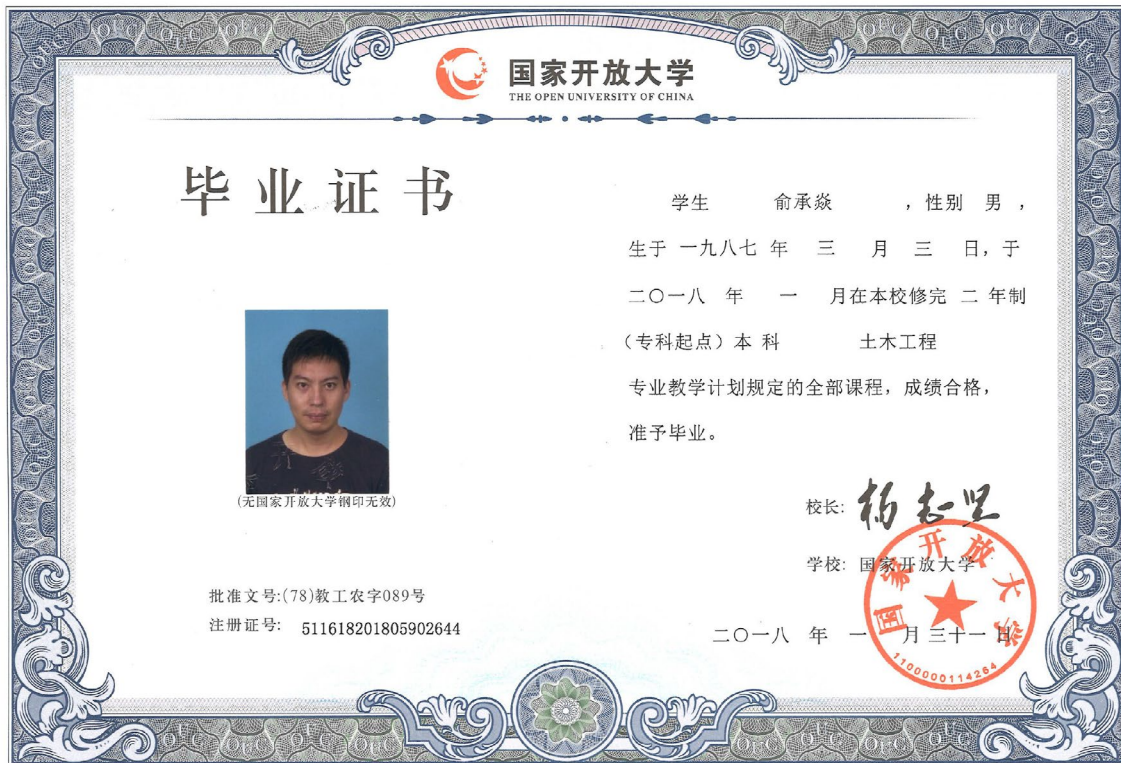 国家开放大学
THE OPEN UNIVERSITY OF CHINA
毕业证书
学生 俞承焱 ，性别 男 ，
生于 一九八七 年 三 月 三 日，于
二〇一八 年 一 月在本校修完 二 年制
（专科起点）本 科 土木工程
专业教学计划规定的全部课程，成绩合格，
准予毕业。
(无国家开放大学钢印无效)
校长: 杨志坚
学校: 国家开放大学
批准文号:(78)教工农字089号
注册证号: 511618201805902644
二〇一八 年 一 月 三十一 日
国家开放大学
1100000114264